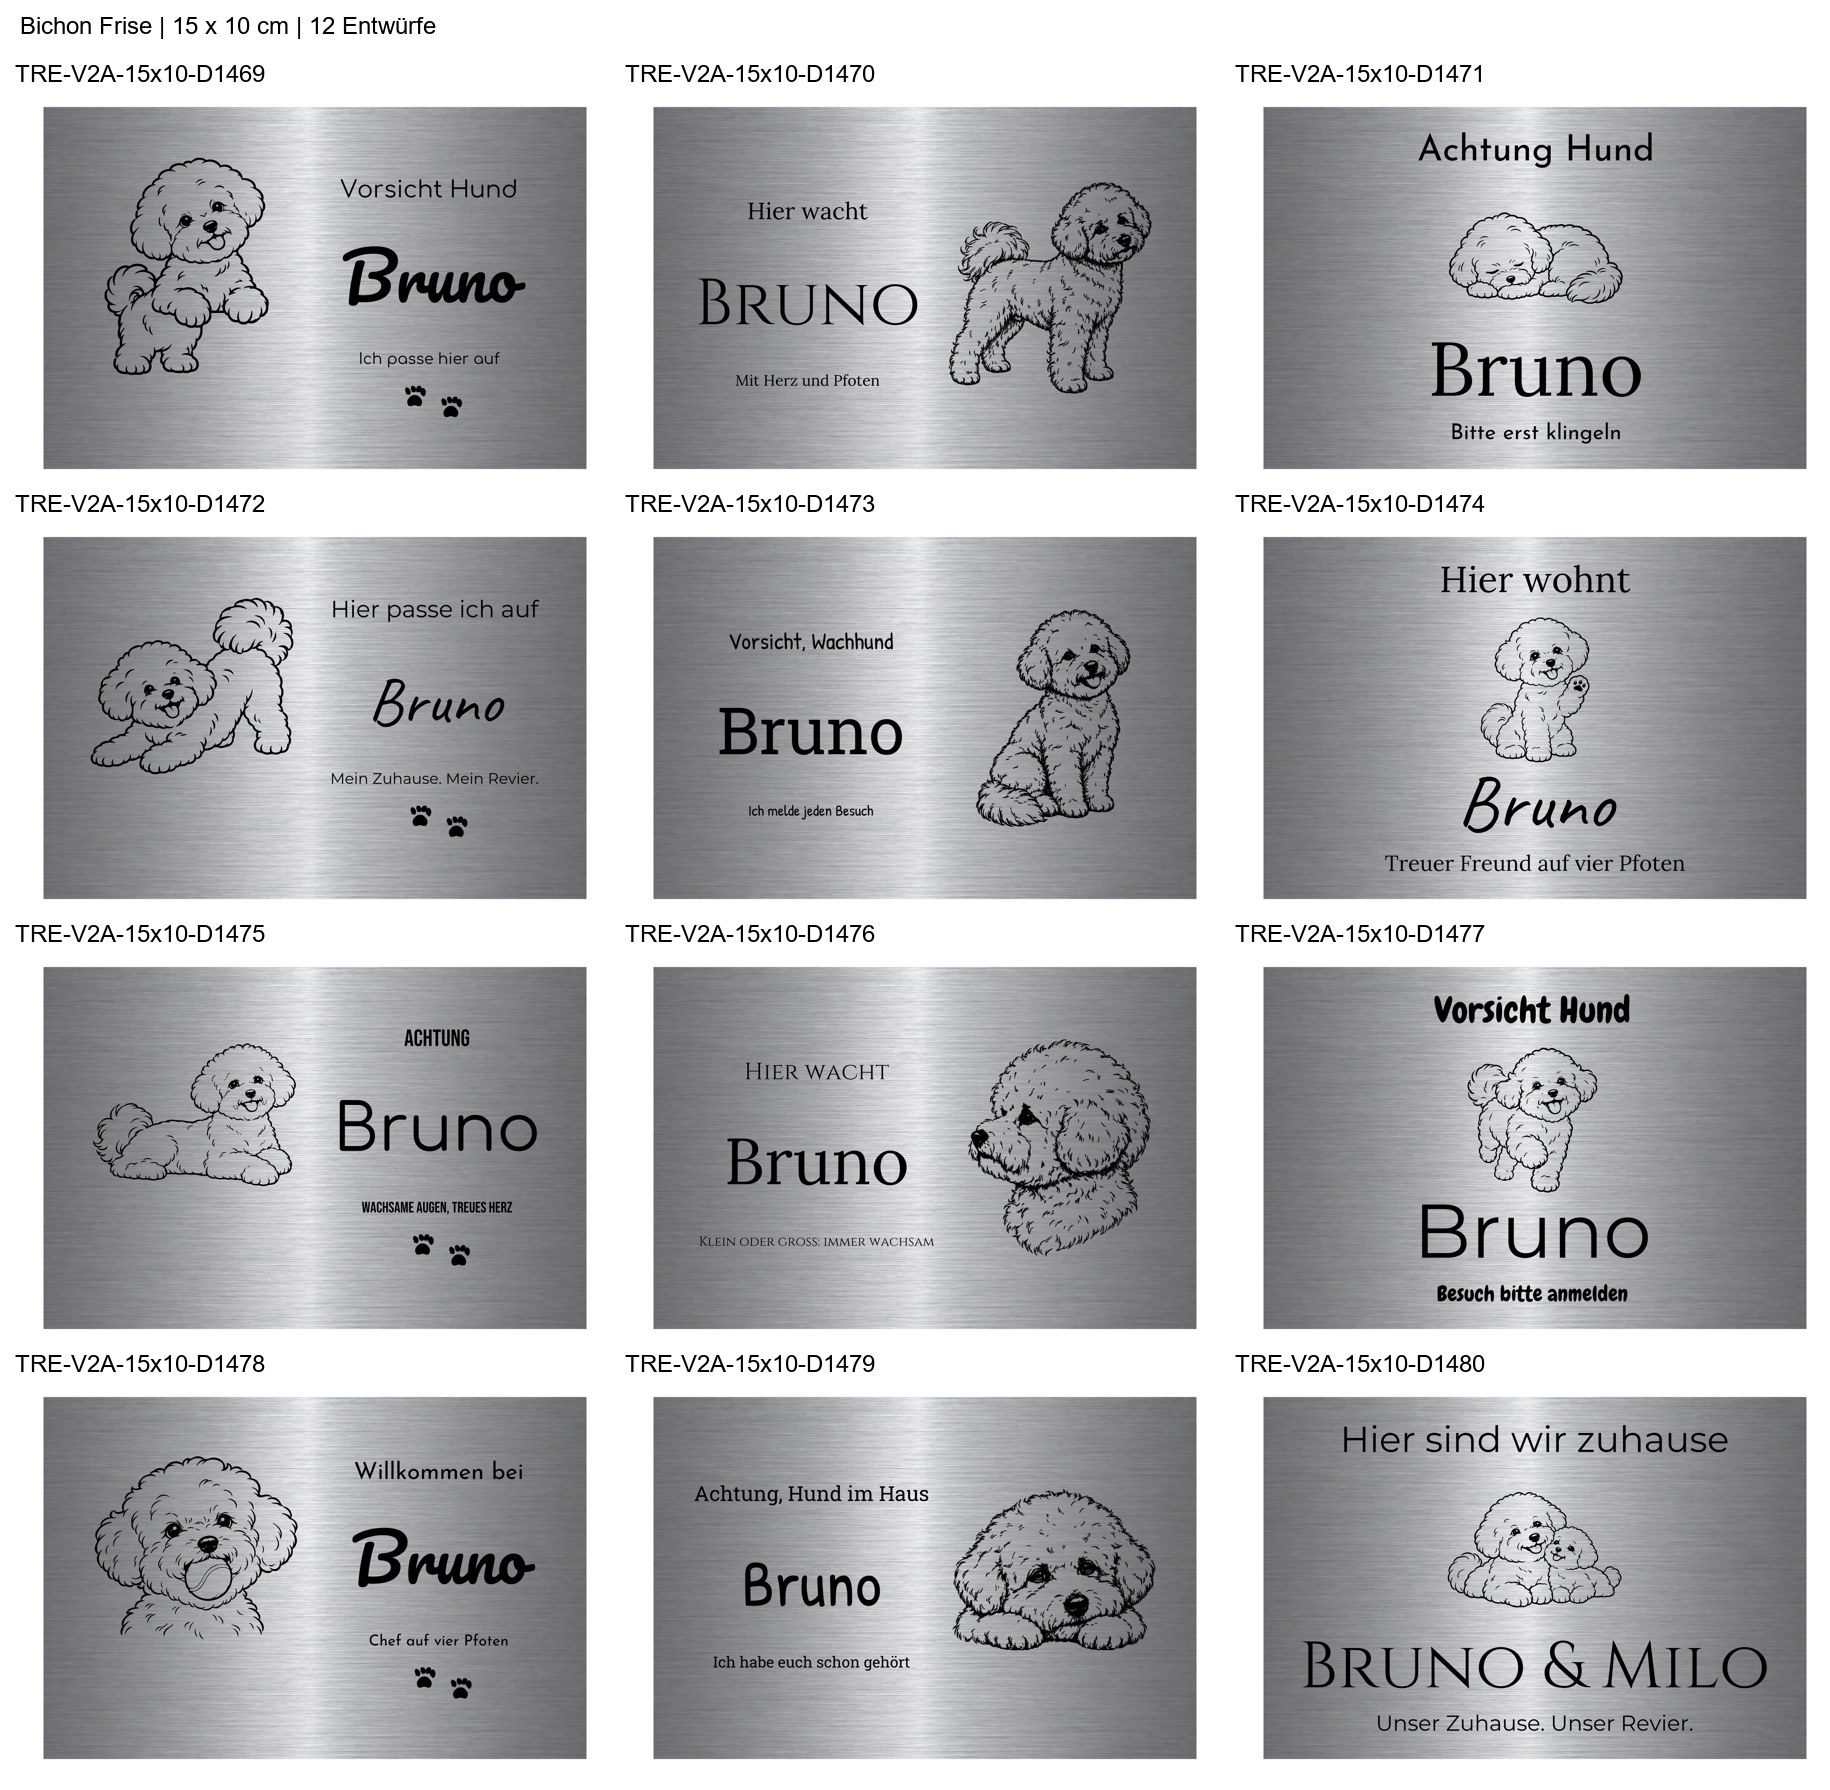 Bichon Frise | 15 x 10 cm | 12 Entwürfe
TRE-V2A-15x10-D1469
Vorsicht Hund
Bruno
Ich passe hier auf
TRE-V2A-15x10-D1470
Hier wacht
BRUNO
Mit Herz und Pfoten
TRE-V2A-15x10-D1471
Achtung Hund
Bruno
Bitte erst klingeln
TRE-V2A-15x10-D1472
Hier passe ich auf
Bruno
Mein Zuhause. Mein Revier.
TRE-V2A-15x10-D1473
Vorsicht, Wachhund
Bruno
Ich melde jeden Besuch
TRE-V2A-15x10-D1474
Hier wohnt
Bruno
Treuer Freund auf vier Pfoten
TRE-V2A-15x10-D1475
ACHTUNG
Bruno
WACHSAME AUGEN, TREUES HERZ
TRE-V2A-15x10-D1476
HIER WACHT
Bruno
KLEIN ODER GROSS: IMMER WACHSAM
TRE-V2A-15x10-D1477
Vorsicht Hund
Bruno
Besuch bitte anmelden
TRE-V2A-15x10-D1478
Willkommen bei
Bruno
Chef auf vier Pfoten
TRE-V2A-15x10-D1479
Achtung, Hund im Haus
Bruno
Ich habe euch schon gehört
TRE-V2A-15x10-D1480
Hier sind wir zuhause
BRUNO & MILO
Unser Zuhause. Unser Revier.